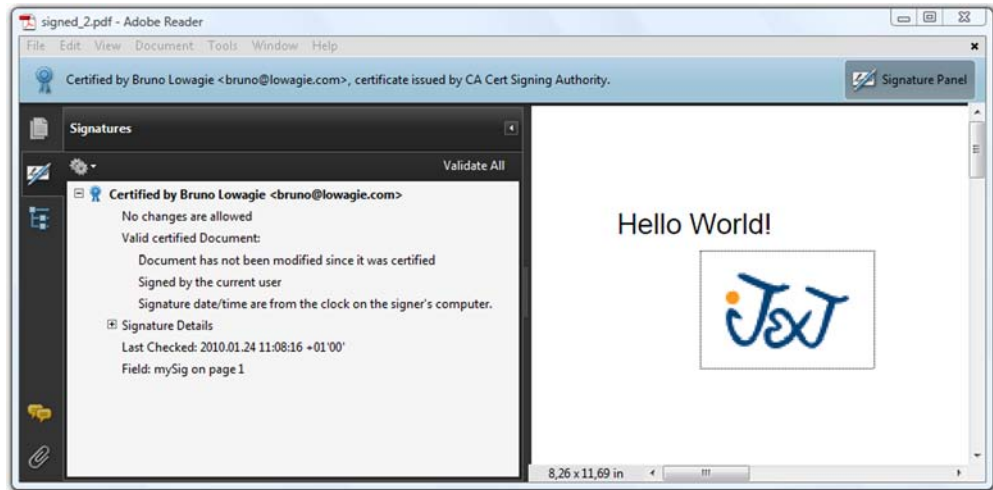 signed_2.pdf - Adobe Reader
File Edit View Document Tools Window Help
Certified by Bruno Lowagie <bruno@lowagie.com>, certificate issued by CA Cert Signing Authority.
Signature Panel
Signatures
Validate All
Certified by Bruno Lowagie <bruno@lowagie.com>
No changes are allowed
Valid certified Document:
Document has not been modified since it was certified
Signed by the current user
Signature date/time are from the clock on the signer's computer.
Signature Details
Last Checked: 2010.01.24 11:08:16 +01'00'
Field: mySig on page 1
Hello World!
iText
8,26 x 11,69 in